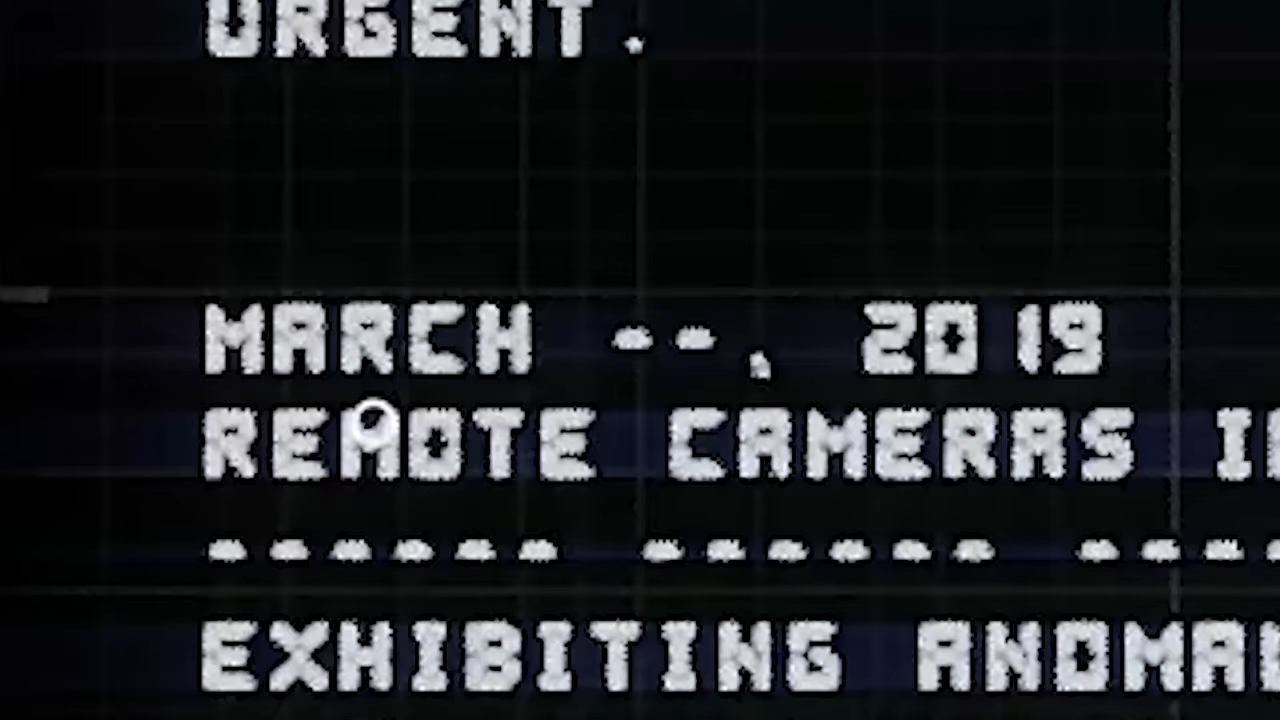 URGENT.
MARCH --, 2019
REMOTE CAMERAS
------ ------ ---
EXHIBITING